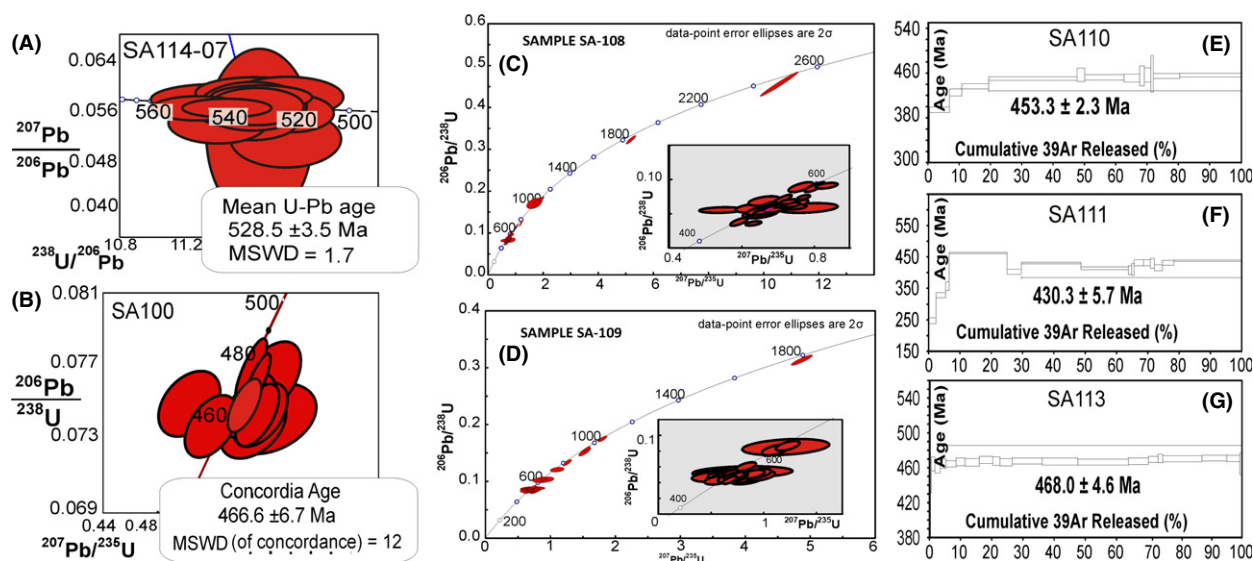 (A)
SA114-07
0.064
0.056
0.048
0.040
207Pb
206Pb
560
540
520
500
Mean U-Pb age
528.5 ±3.5 Ma
MSWD = 1.7
10.8
11.2
238U/206Pb
(B)
SA100
0.081
0.077
0.073
0.069
206Pb
238U
500
480
460
Concordia Age
466.6 ±6.7 Ma
MSWD (of concordance) = 12
0.44
0.48
207Pb/235U
(C)
SAMPLE SA-108
data-point error ellipses are 2σ
0.6
0.5
0.4
0.3
0.2
0.1
0.0
206Pb/238U
2600
2200
1800
1400
1000
600
0.10
206Pb/238U
600
400
0.4
0.8
207Pb/235U
0
2
4
6
8
10
12
207Pb/235U
(D)
SAMPLE SA-109
data-point error ellipses are 2σ
0.4
0.3
0.2
0.1
0.0
206Pb/238U
1800
1400
1000
600
200
0.1
206Pb/238U
600
400
0
1
207Pb/235U
0
1
2
3
4
5
6
207Pb/235U
(E)
SA110
540
480
420
360
300
Age (Ma)
453.3 ± 2.3 Ma
Cumulative 39Ar Released (%)
0 10 20 30 40 50 60 70 80 90 100
(F)
SA111
550
450
350
250
150
Age (Ma)
430.3 ± 5.7 Ma
Cumulative 39Ar Released (%)
0 10 20 30 40 50 60 70 80 90 100
(G)
SA113
540
500
460
420
380
Age (Ma)
468.0 ± 4.6 Ma
Cumulative 39Ar Released (%)
0 10 20 30 40 50 60 70 80 90 100